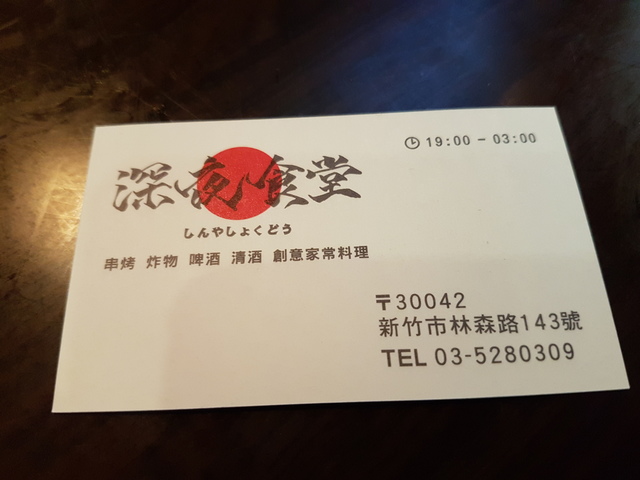 19:00 - 03:00
深夜食堂
しんやしょくどう
串烤 炸物 啤酒 清酒 創意家常料理
〒30042
新竹市林森路143號
TEL 03-5280309